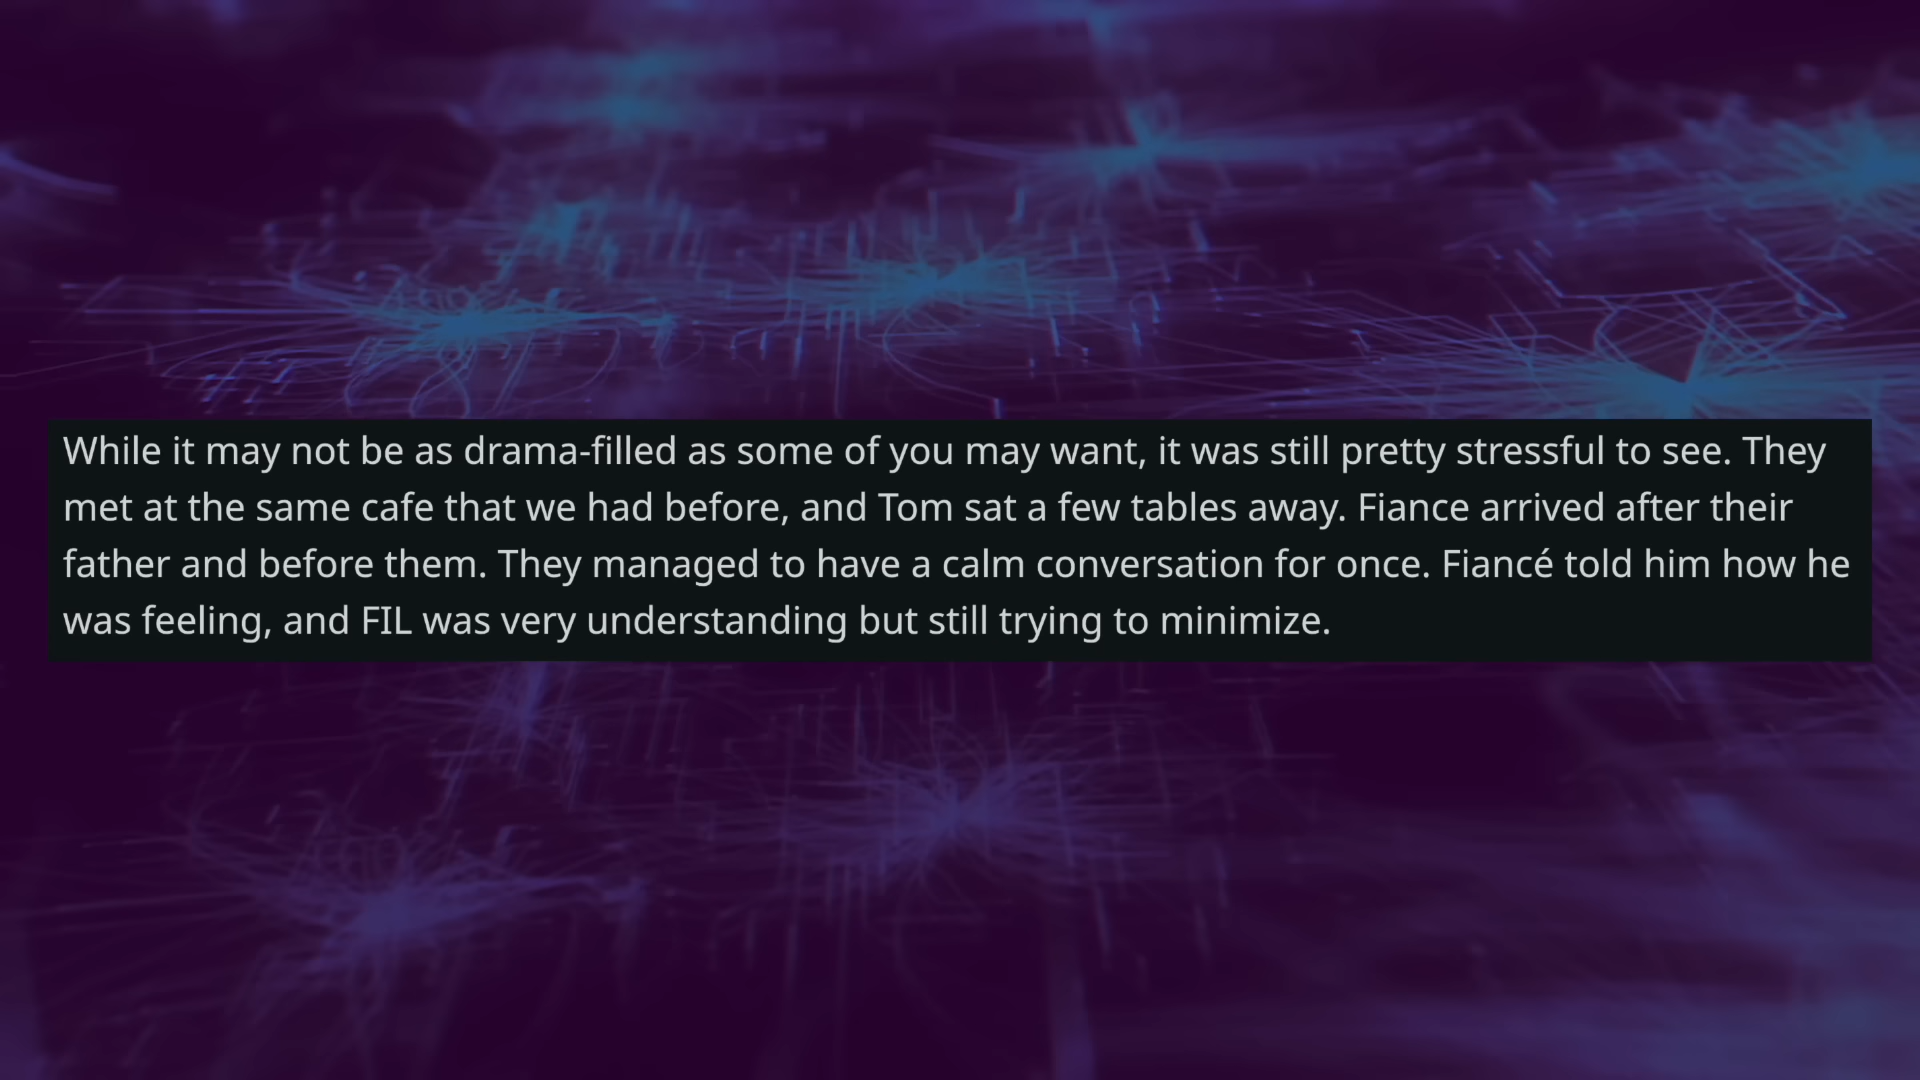 While it may not be as drama-filled as some of you may want, it was still pretty stressful to see. They
met at the same cafe that we had before, and Tom sat a few tables away. Fiance arrived after their
father and before them. They managed to have a calm conversation for once. Fiancé told him how he
was feeling, and FIL was very understanding but still trying to minimize.